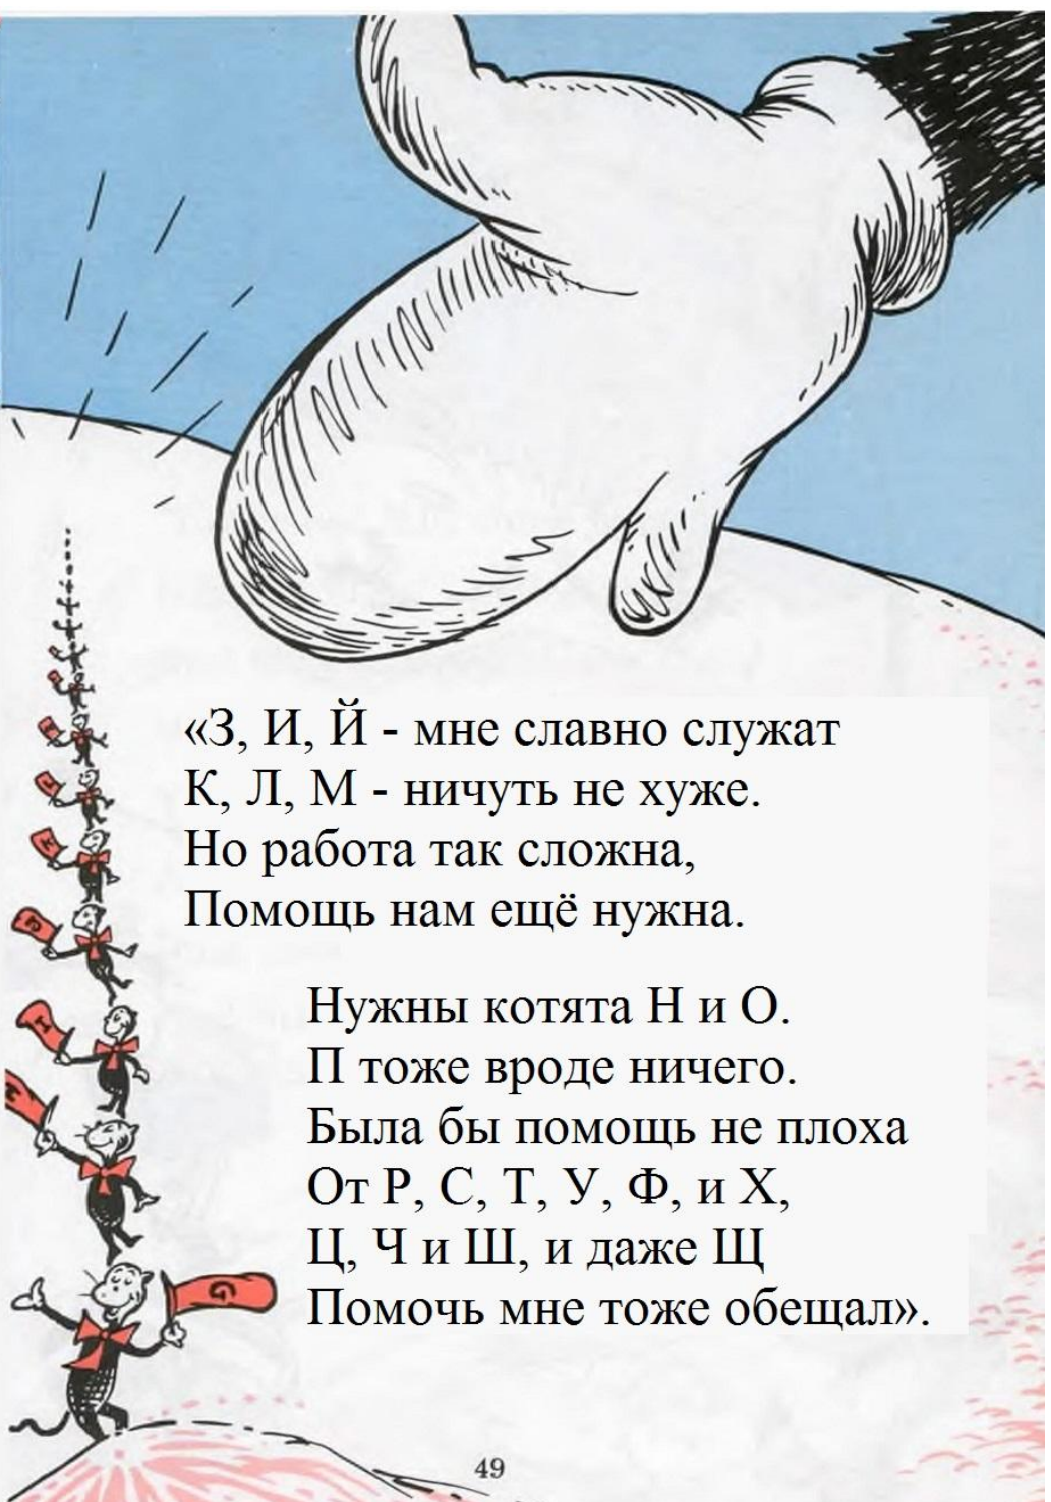 «З, И, Й - мне славно служат
К, Л, М - ничуть не хуже.
Но работа так сложна,
Помощь нам ещё нужна.
Нужны котята Н и О.
П тоже вроде ничего.
Была бы помощь не плоха
От Р, С, Т, У, Ф, и Х,
Ц, Ч и Ш, и даже Щ
Помочь мне тоже обещал».
J
I
G
49